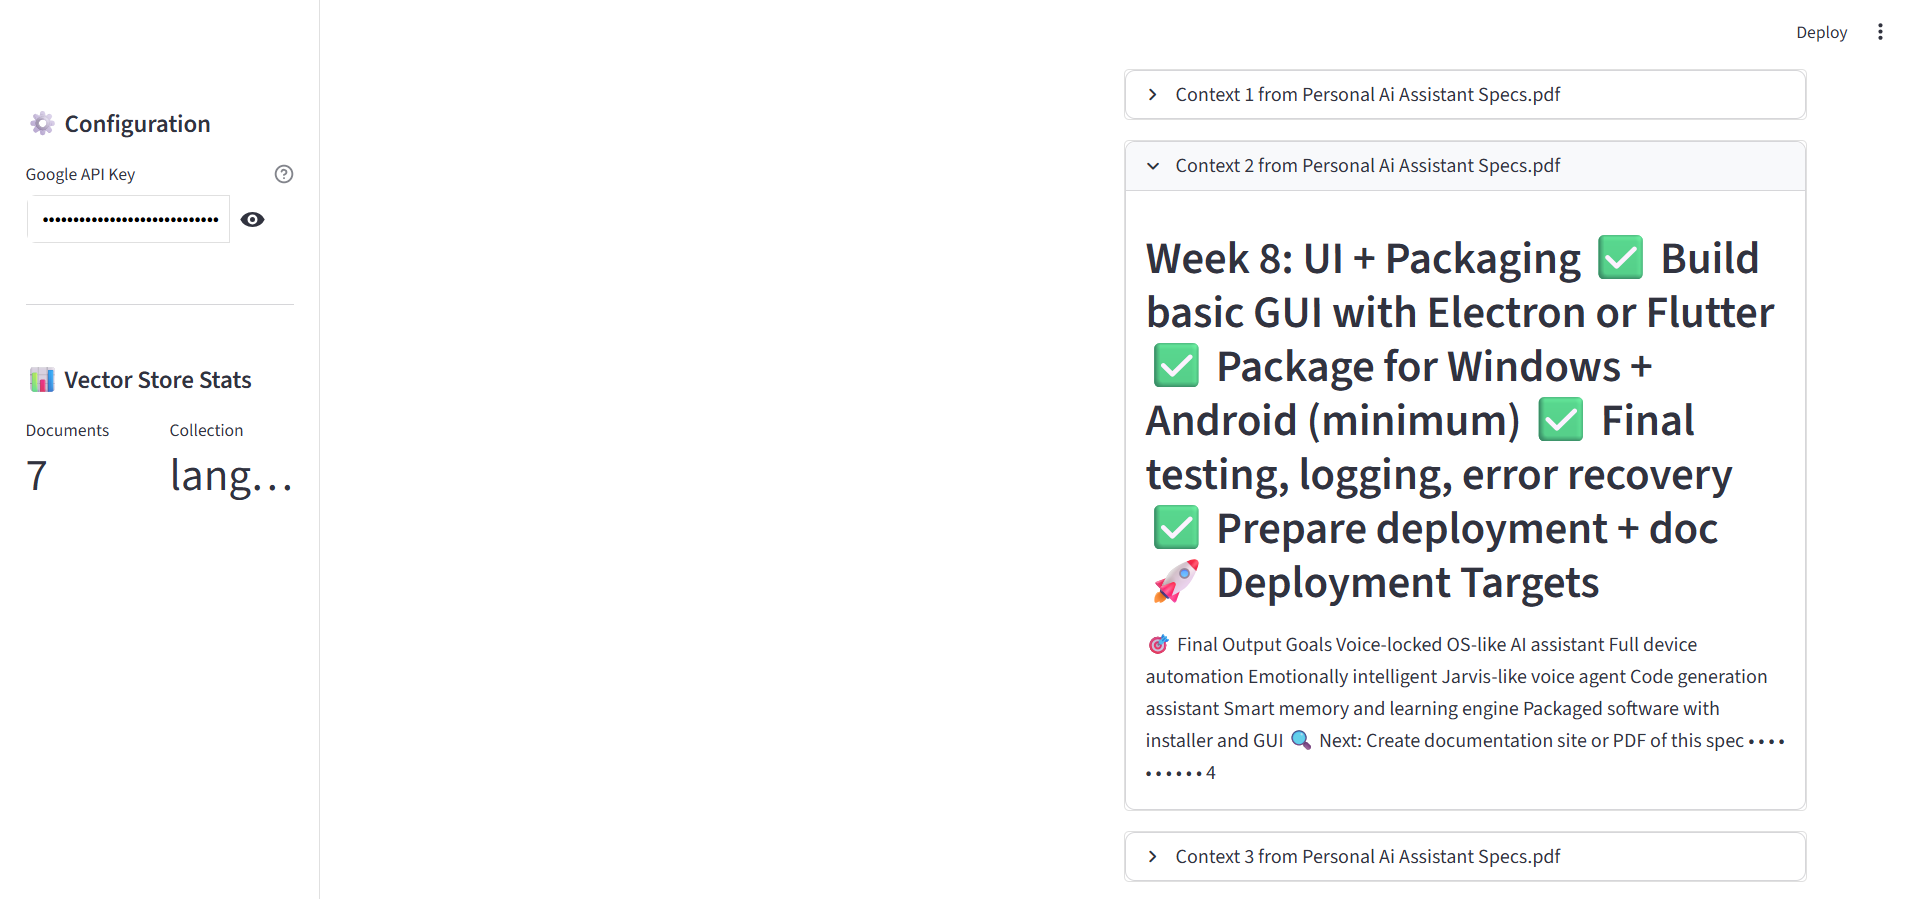 Deploy
⚙️ Configuration
Google API Key
••••••••••••••••••••••••••••
📊 Vector Store Stats
Documents
Collection
7
lang...
Context 1 from Personal Ai Assistant Specs.pdf
Context 2 from Personal Ai Assistant Specs.pdf
Week 8: UI + Packaging ✅ Build
basic GUI with Electron or Flutter
✅ Package for Windows +
Android (minimum) ✅ Final
testing, logging, error recovery
✅ Prepare deployment + doc
🚀 Deployment Targets
🎯 Final Output Goals Voice-locked OS-like AI assistant Full device
automation Emotionally intelligent Jarvis-like voice agent Code generation
assistant Smart memory and learning engine Packaged software with
installer and GUI 🔍 Next: Create documentation site or PDF of this spec • • • •
• • • • • • 4
Context 3 from Personal Ai Assistant Specs.pdf